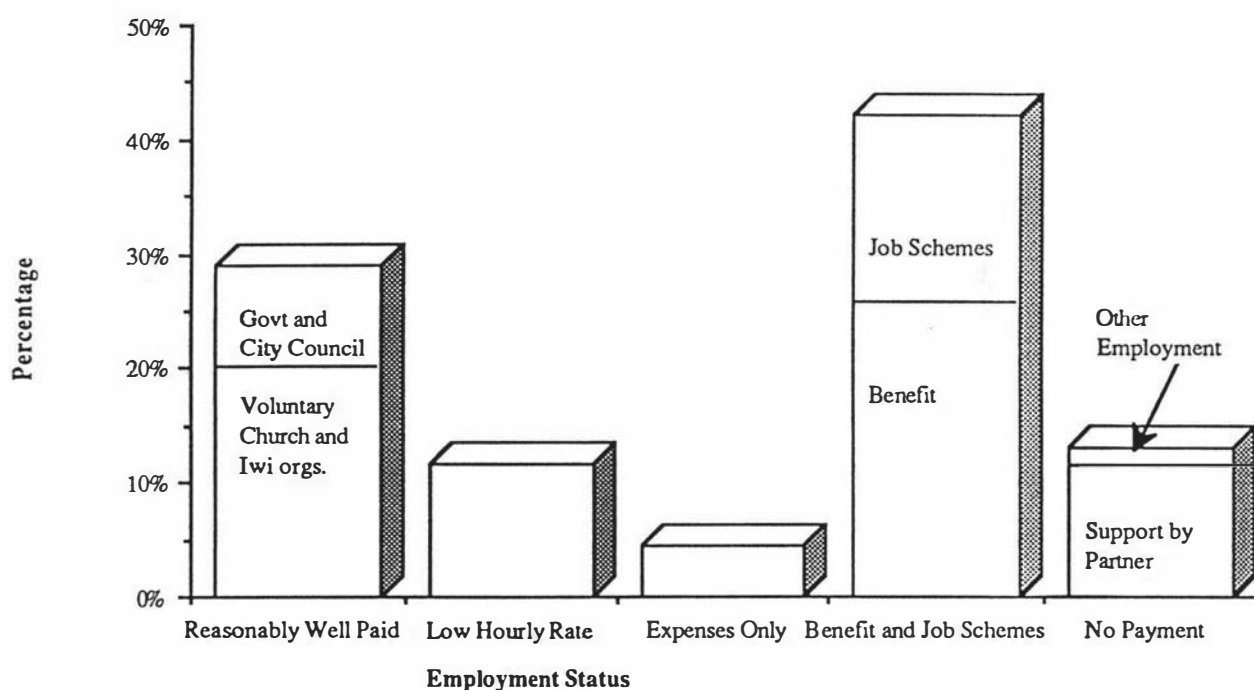 50%
40%
30%
20%
10%
0%
Percentage
Govt and
City Council
Voluntary
Church and
Iwi orgs.
Job Schemes
Benefit
Other
Employment
Support by
Partner
Reasonably Well Paid
Low Hourly Rate
Expenses Only
Benefit and Job Schemes
No Payment
Employment Status